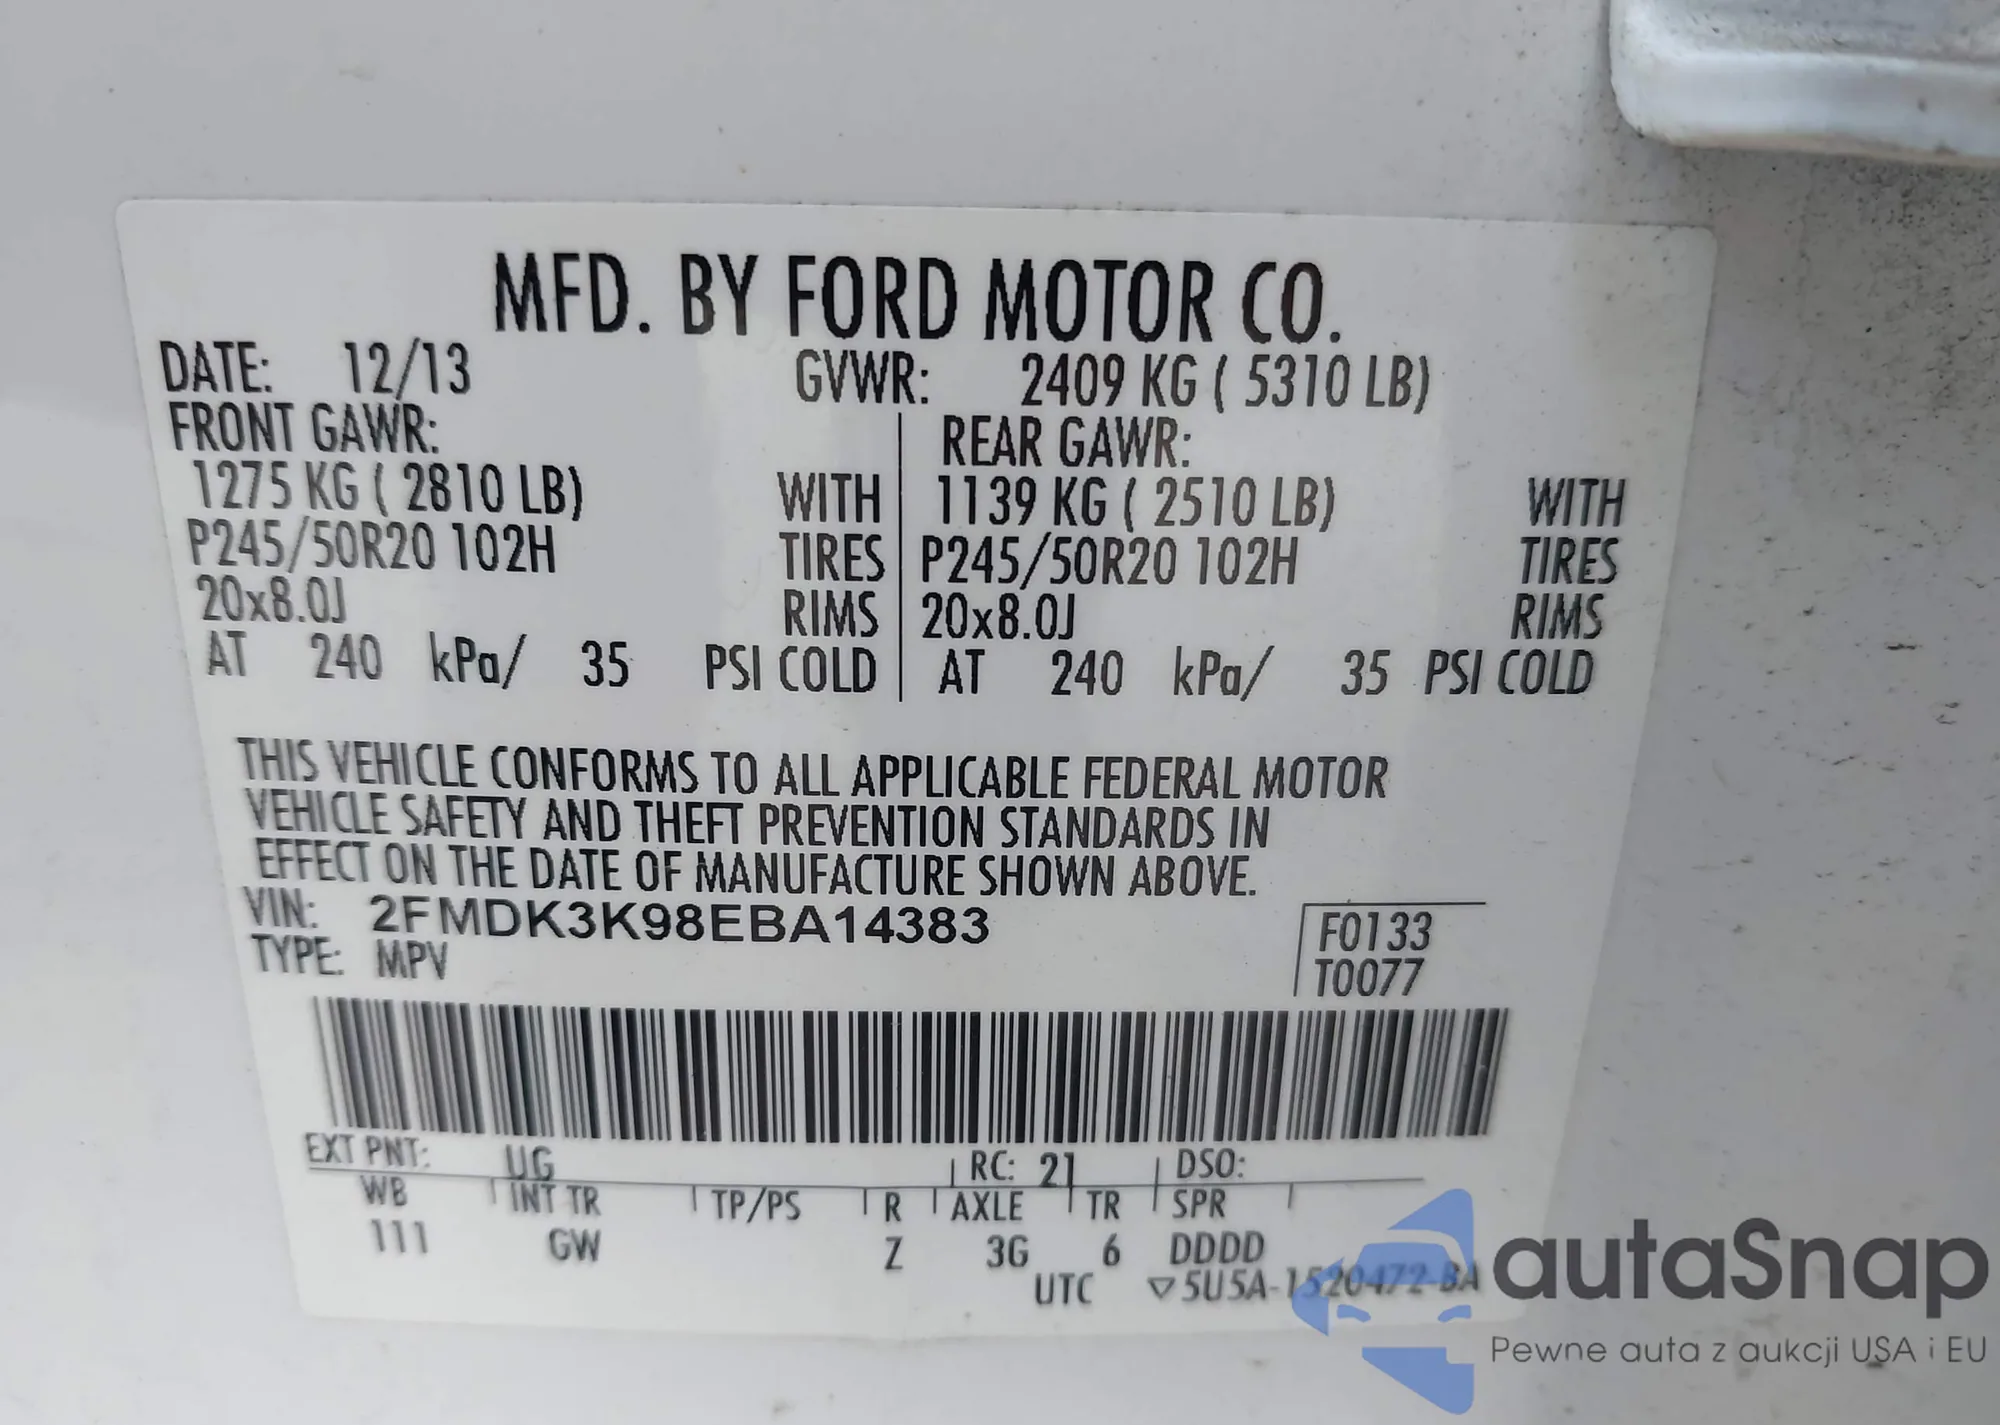 MFD. BY FORD MOTOR CO.
DATE: 12/13 GVWR: 2409 KG ( 5310 LB)
FRONT GAWR: REAR GAWR:
1275 KG ( 2810 LB) WITH 1139 KG ( 2510 LB) WITH
P245/50R20 102H TIRES P245/50R20 102H TIRES
20x8.0J RIMS 20x8.0J RIMS
AT 240 kPa/ 35 PSI COLD AT 240 kPa/ 35 PSI COLD
THIS VEHICLE CONFORMS TO ALL APPLICABLE FEDERAL MOTOR
VEHICLE SAFETY AND THEFT PREVENTION STANDARDS IN
EFFECT ON THE DATE OF MANUFACTURE SHOWN ABOVE.
VIN: 2FMDK3K98EBA14383 F0133
TYPE: MPV T0077
EXT PNT: UG RC: 21 DSO:
WB INT TR TP/PS R AXLE TR SPR
111 GW Z 3G 6 DDDD
UTC ▽5U5A-1520472-BA
autaSnap
Pewne auta z aukcji USA i EU